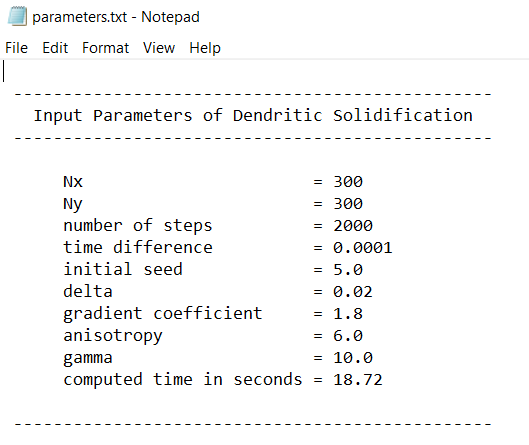 parameters.txt - Notepad
File Edit Format View Help
------------------------------------------------
Input Parameters of Dendritic Solidification
------------------------------------------------
Nx = 300
Ny = 300
number of steps = 2000
time difference = 0.0001
initial seed = 5.0
delta = 0.02
gradient coefficient = 1.8
anisotropy = 6.0
gamma = 10.0
computed time in seconds = 18.72
------------------------------------------------